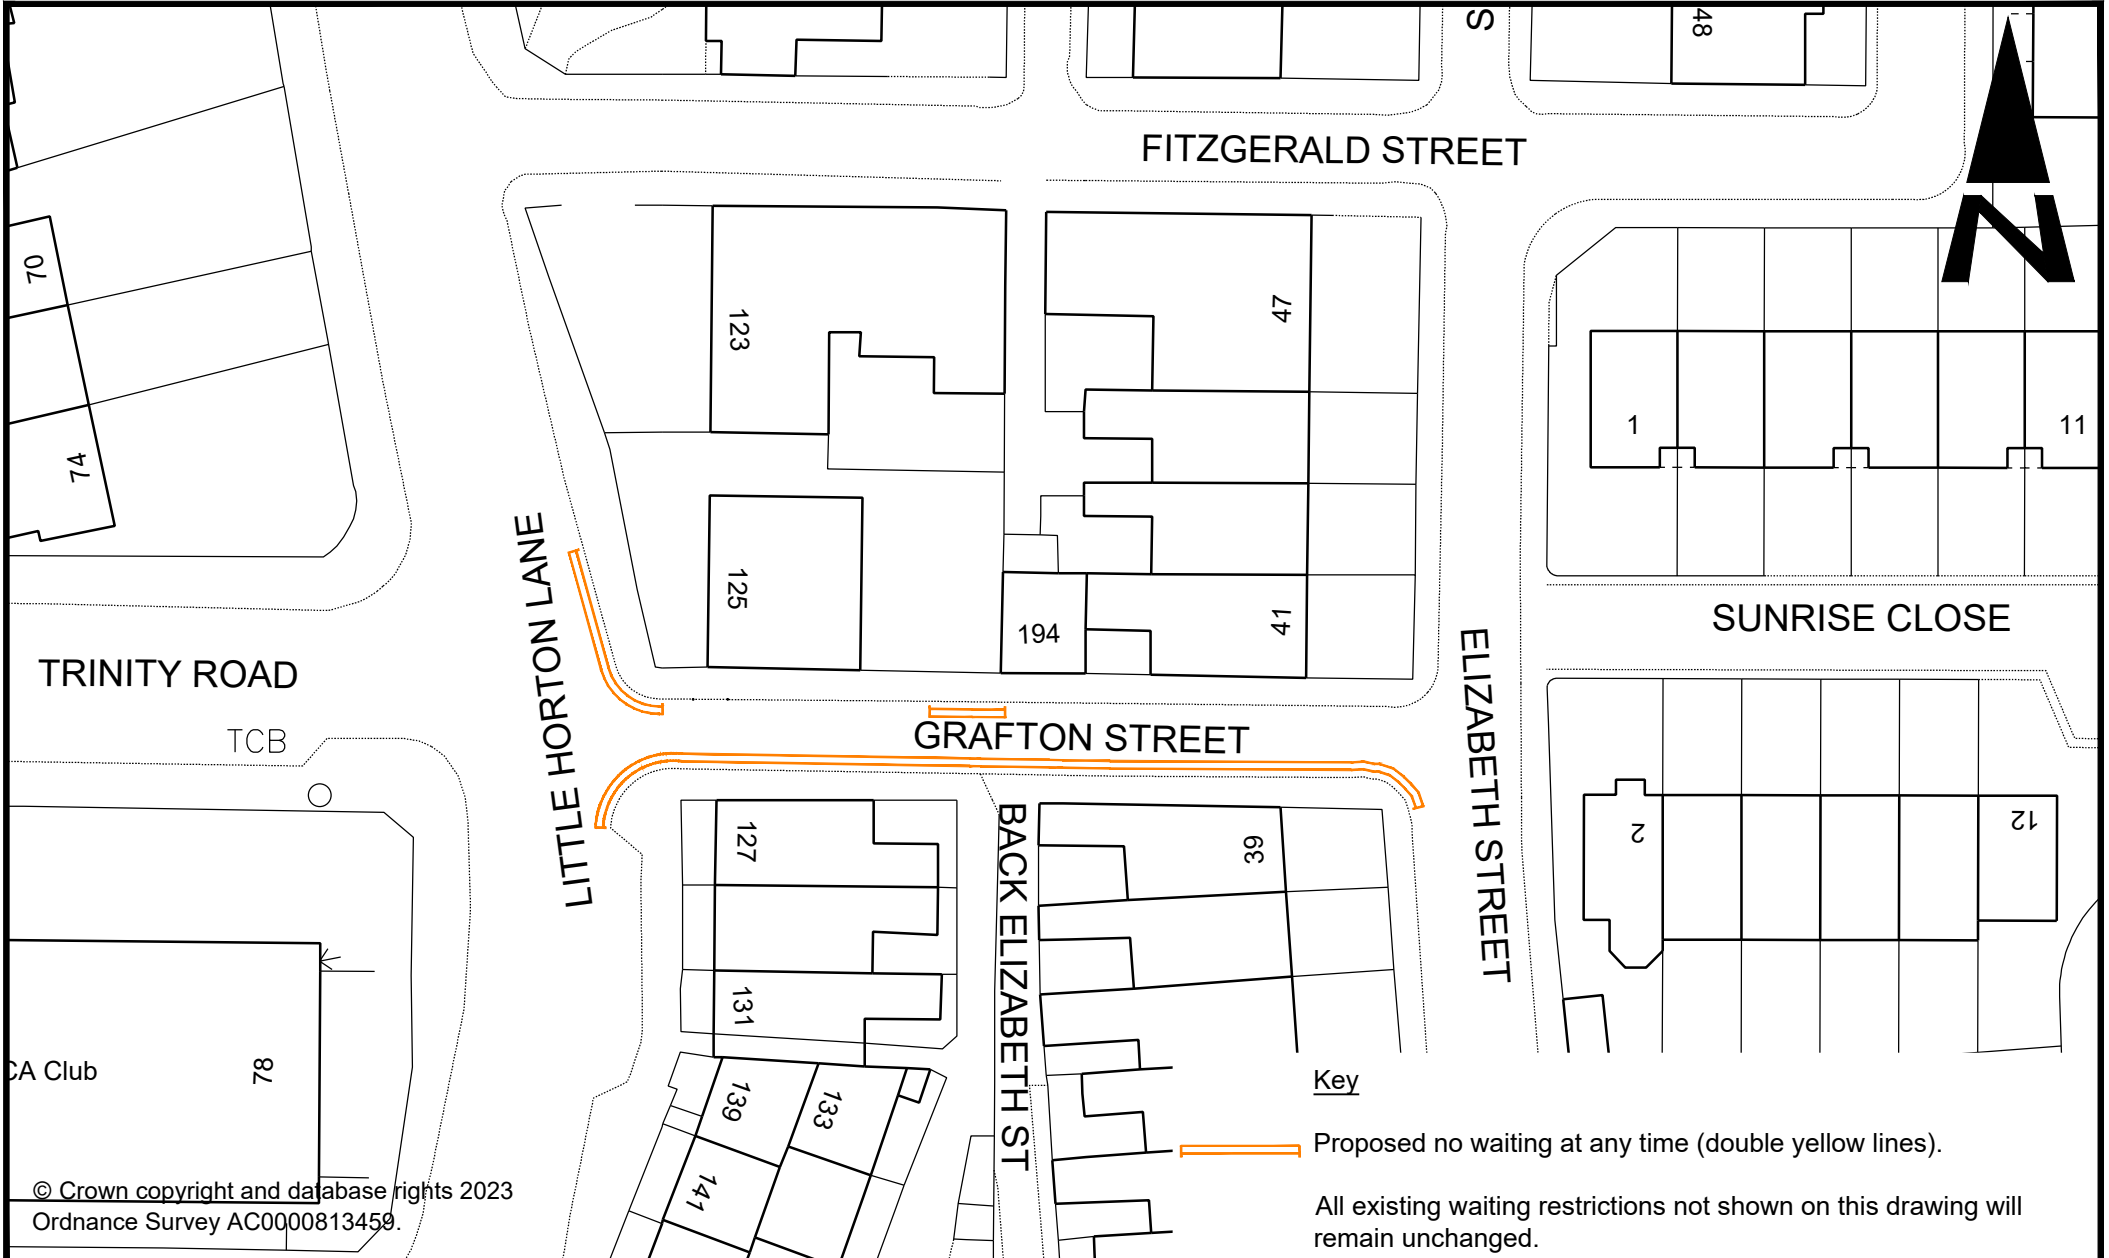 S
48
FITZGERALD STREET
N
70
123
47
1
11
74
LITTLE HORTON LANE
125
194
41
SUNRISE CLOSE
TRINITY ROAD
TCB
GRAFTON STREET
ELIZABETH STREET
127
BACK ELIZABETH ST
39
2
12
131
CA Club
78
139
133
141
Key
Proposed no waiting at any time (double yellow lines).
All existing waiting restrictions not shown on this drawing will
remain unchanged.
© Crown copyright and database rights 2023
Ordnance Survey AC0000813459.